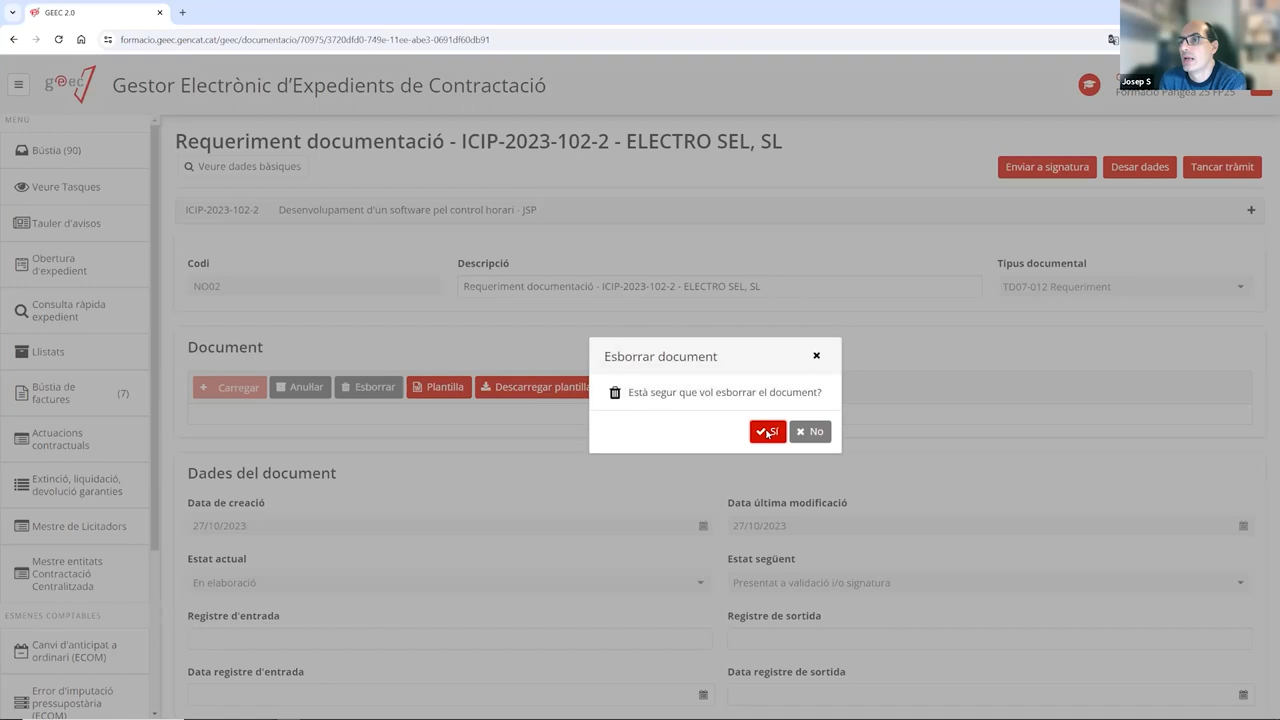 GEEC 2.0
formacio.geec.gencat.cat/geec/documentacio/70975/3720dfd0-749e-11ee-abe3-0691df60db91
Josep S
geec
Gestor Electrònic d'Expedients de Contractació
Formació Pangea 25 FP25
MENÚ
Bústia (90)
Veure Tasques
Tauler d'avisos
Obertura
d'expedient
Consulta ràpida
expedient
Llistats
Bústia de
factures
(7)
Actuacions
contractuals
Extinció, liquidació,
devolució garanties
Mestre de Licitadors
Mestre entitats
Contractació
Centralitzada
ESMENES COMPTABLES
Canvi d'anticipat a
ordinari (ECOM)
Error d'imputació
pressupostària
(ECOM)
Requeriment documentació - ICIP-2023-102-2 - ELECTRO SEL, SL
Veure dades bàsiques
Enviar a signatura
Desar dades
Tancar tràmit
ICIP-2023-102-2 Desenvolupament d'un software pel control horari - JSP
Codi
Descripció
Tipus documental
NO02
Requeriment documentació - ICIP-2023-102-2 - ELECTRO SEL, SL
TD07-012 Requeriment
Document
Carregar
Anul·lar
Esborrar
Plantilla
Descarregar plantilla
Esborrar document
Està segur que vol esborrar el document?
Sí
No
Dades del document
Data de creació
Data última modificació
27/10/2023
27/10/2023
Estat actual
Estat següent
En elaboració
Presentat a validació i/o signatura
Registre d'entrada
Registre de sortida
Data registre d'entrada
Data registre de sortida